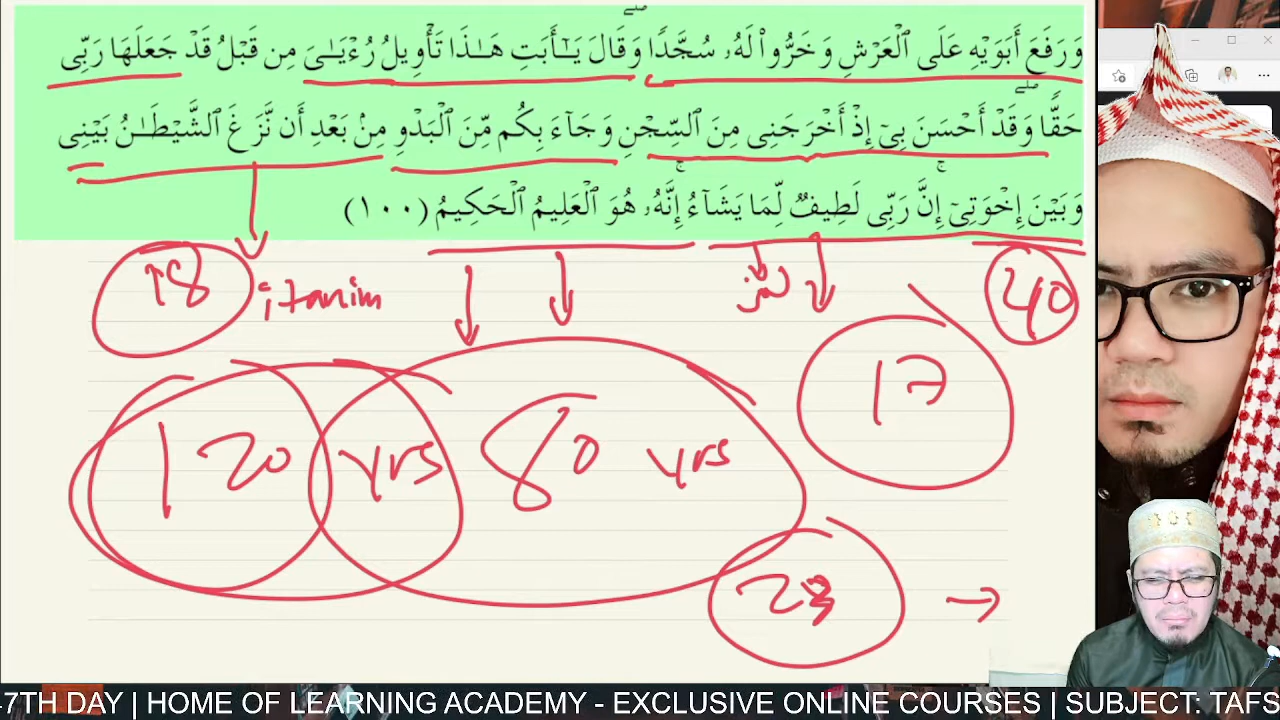 وَرَفَعَ أَبَوَيْهِ عَلَى ٱلْعَرْشِ وَخَرُّوا۟ لَهُۥ سُجَّدًا ۖ وَقَالَ يَـٰٓأَبَتِ هَـٰذَا تَأْوِيلُ رُءْيَـٰىَ مِن قَبْلُ قَدْ جَعَلَهَا رَبِّى
حَقًّا ۖ وَقَدْ أَحْسَنَ بِىٓ إِذْ أَخْرَجَنِى مِنَ ٱلسِّجْنِ وَجَآءَ بِكُم مِّنَ ٱلْبَدْوِ مِنۢ بَعْدِ أَن نَّزَغَ ٱلشَّيْطَـٰنُ بَيْنِى
وَبَيْنَ إِخْوَتِىٓ ۚ إِنَّ رَبِّى لَطِيفٌ لِّمَا يَشَآءُ ۚ إِنَّهُۥ هُوَ ٱلْعَلِيمُ ٱلْحَكِيمُ (١٠٠)
18 itanim 40
17
120 yrs 80 yrs
28
47TH DAY | HOME OF LEARNING ACADEMY - EXCLUSIVE ONLINE COURSES | SUBJECT: TAFS